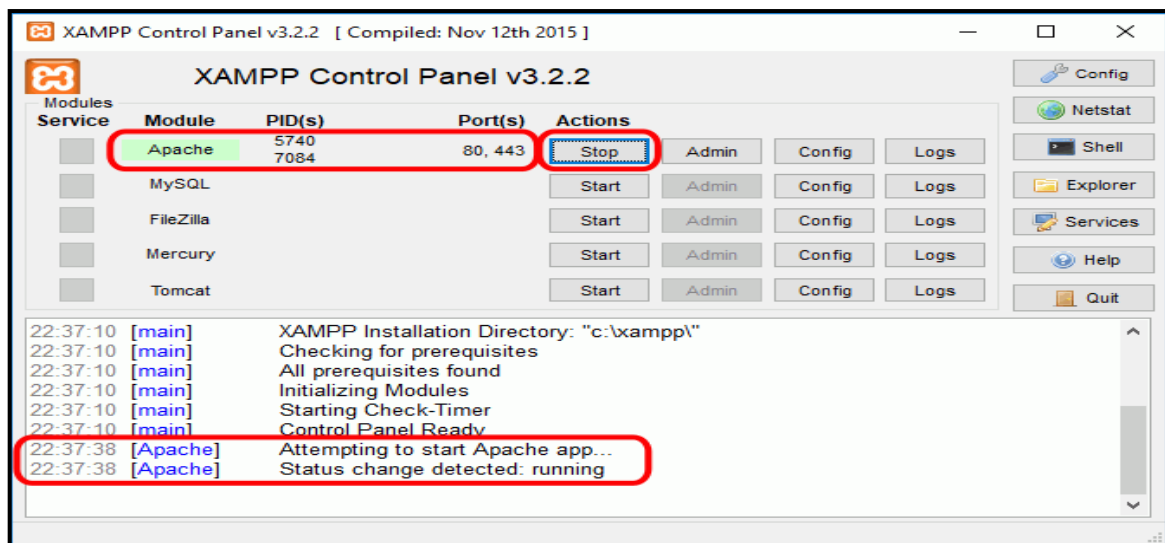 XAMPP Control Panel v3.2.2 [ Compiled: Nov 12th 2015 ]
XAMPP Control Panel v3.2.2
Config
Modules
Service Module PID(s) Port(s) Actions
Netstat
Apache 5740 7084 80, 443 Stop Admin Config Logs
Shell
MySQL Start Admin Config Logs
Explorer
FileZilla Start Admin Config Logs
Services
Mercury Start Admin Config Logs
Help
Tomcat Start Admin Config Logs
Quit
22:37:10 [main] XAMPP Installation Directory: "c:\xampp\"
22:37:10 [main] Checking for prerequisites
22:37:10 [main] All prerequisites found
22:37:10 [main] Initializing Modules
22:37:10 [main] Starting Check-Timer
22:37:10 [main] Control Panel Ready
22:37:38 [Apache] Attempting to start Apache app...
22:37:38 [Apache] Status change detected: running